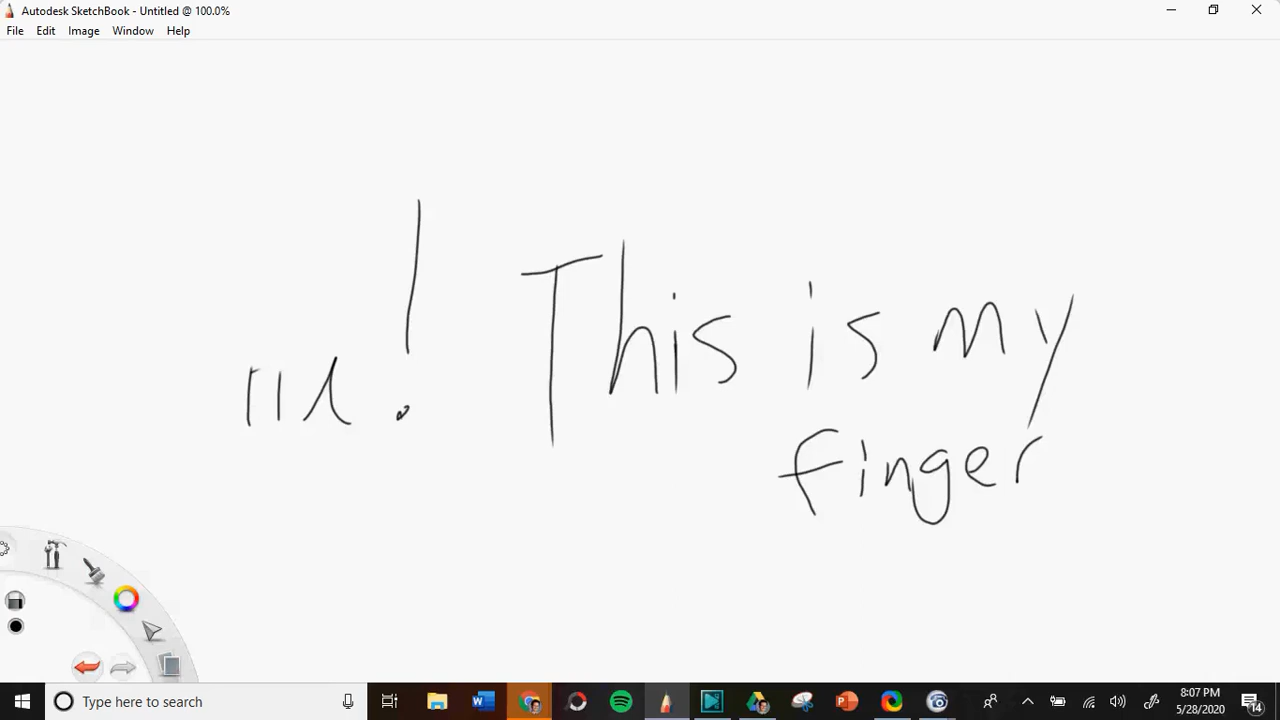 Autodesk SketchBook - Untitled @ 100.0%
File Edit Image Window Help
! This is my
finger
Type here to search
8:07 PM
5/28/2020
14